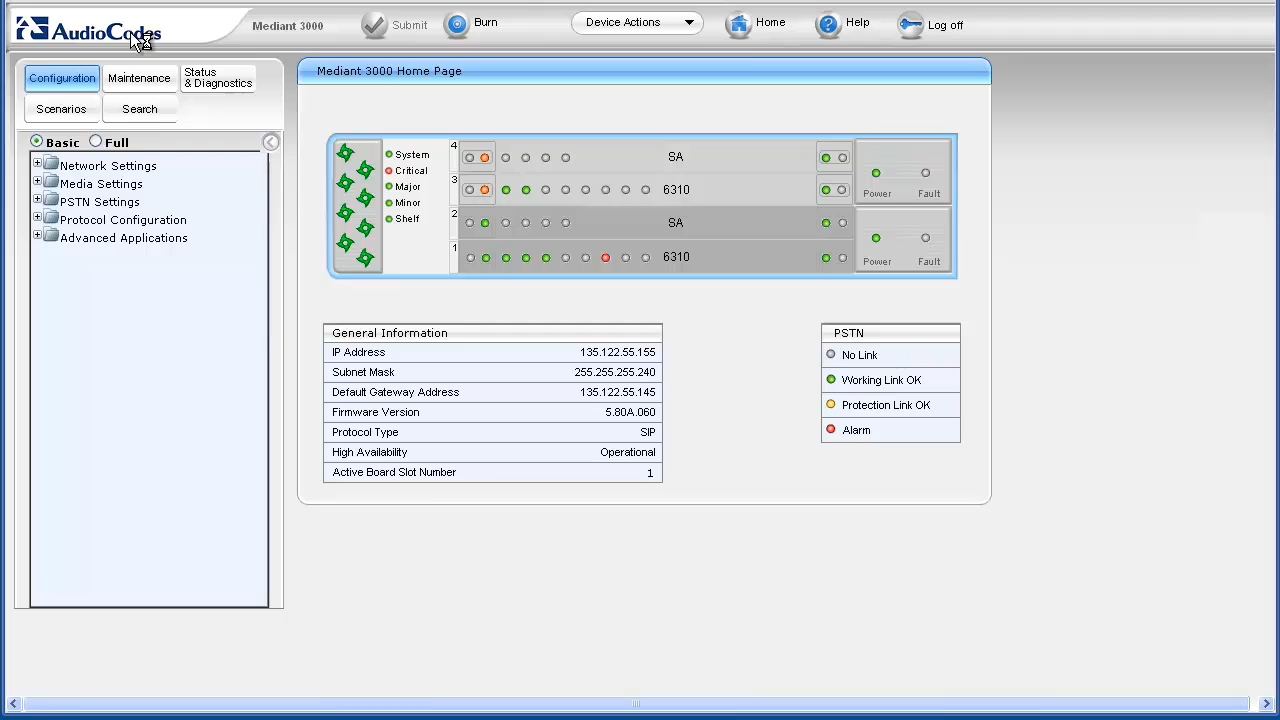 AudioCodes
Mediant 3000
Submit
Burn
Device Actions
Home
Help
Log off
Configuration
Maintenance
Status
& Diagnostics
Scenarios
Search
Basic
Full
Network Settings
Media Settings
PSTN Settings
Protocol Configuration
Advanced Applications
Mediant 3000 Home Page
System
Critical
Major
Minor
Shelf
4
SA
3
6310
2
SA
1
6310
Power
Fault
Power
Fault
General Information
IP Address 135.122.55.155
Subnet Mask 255.255.255.240
Default Gateway Address 135.122.55.145
Firmware Version 5.80A.060
Protocol Type SIP
High Availability Operational
Active Board Slot Number 1
PSTN
No Link
Working Link OK
Protection Link OK
Alarm